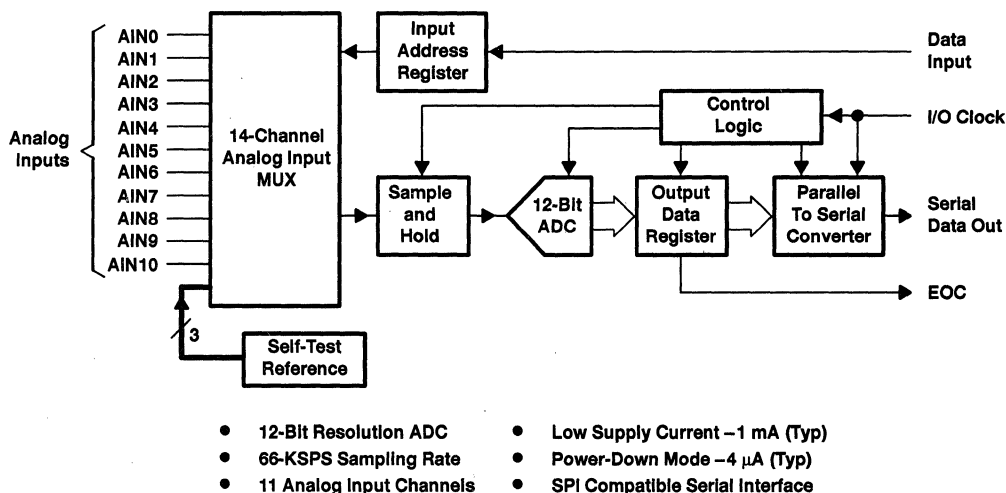 Analog
Inputs
AIN0
AIN1
AIN2
AIN3
AIN4
AIN5
AIN6
AIN7
AIN8
AIN9
AIN10
14-Channel
Analog Input
MUX
Input
Address
Register
Data
Input
Control
Logic
I/O Clock
Sample
and
Hold
12-Bit
ADC
Output
Data
Register
Parallel
To Serial
Converter
Serial
Data Out
EOC
3
Self-Test
Reference
● 12-Bit Resolution ADC
● 66-KSPS Sampling Rate
● 11 Analog Input Channels
● Low Supply Current –1 mA (Typ)
● Power-Down Mode –4 μA (Typ)
● SPI Compatible Serial Interface